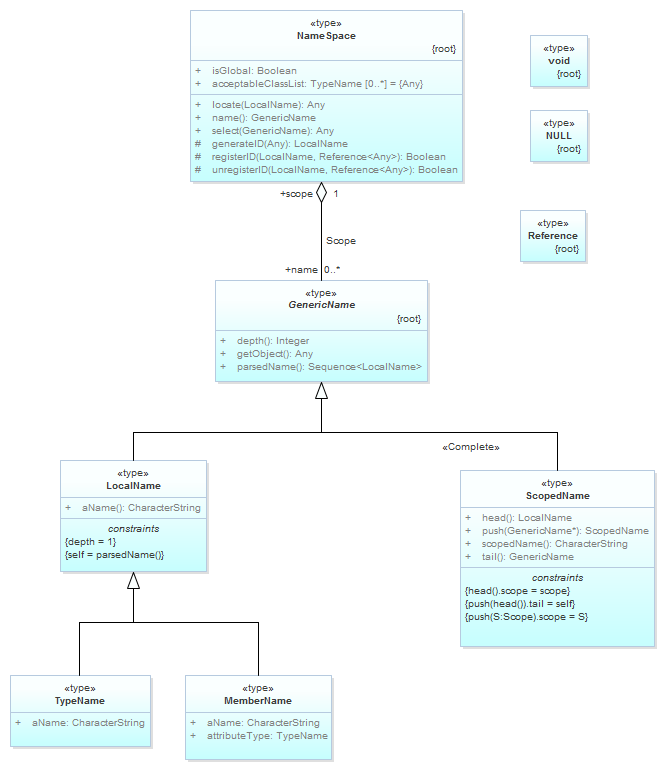 «type»
NameSpace
{root}
+ isGlobal: Boolean
+ acceptableClassList: TypeName [0..*] = {Any}
+ locate(LocalName): Any
+ name(): GenericName
+ select(GenericName): Any
# generateID(Any): LocalName
# registerID(LocalName, Reference<Any>): Boolean
# unregisterID(LocalName, Reference<Any>): Boolean
«type»
void
{root}
«type»
NULL
{root}
«type»
Reference
{root}
+scope 1
Scope
+name 0..*
«type»
GenericName
{root}
+ depth(): Integer
+ getObject(): Any
+ parsedName(): Sequence<LocalName>
«Complete»
«type»
LocalName
+ aName(): CharacterString
constraints
{depth = 1}
{self = parsedName()}
«type»
ScopedName
+ head(): LocalName
+ push(GenericName*): ScopedName
+ scopedName(): CharacterString
+ tail(): GenericName
constraints
{head().scope = scope}
{push(head()).tail = self}
{push(S:Scope).scope = S}
«type»
TypeName
+ aName: CharacterString
«type»
MemberName
+ aName: CharacterString
+ attributeType: TypeName